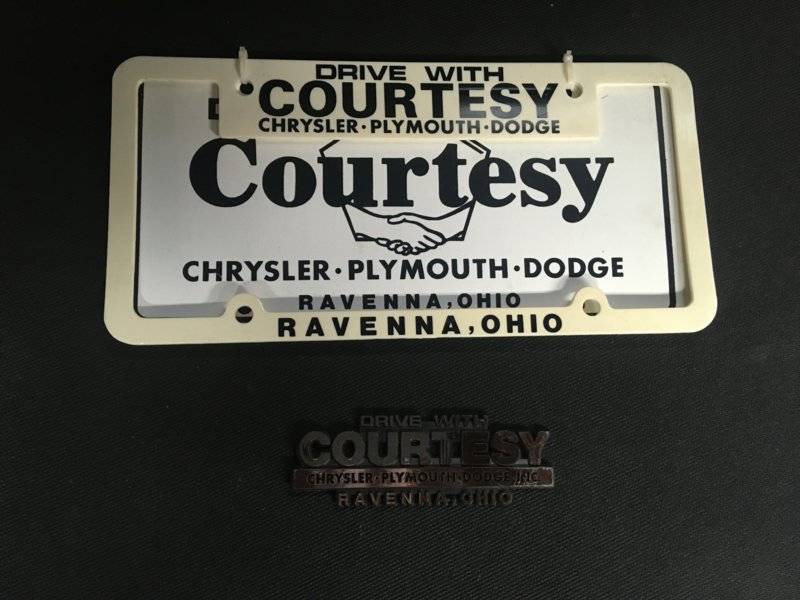 DRIVE WITH
COURTESY
CHRYSLER·PLYMOUTH·DODGE
Courtesy
CHRYSLER·PLYMOUTH·DODGE
RAVENNA, OHIO
RAVENNA, OHIO
DRIVE WITH
COURTESY
CHRYSLER·PLYMOUTH·DODGE, INC.
RAVENNA, OHIO